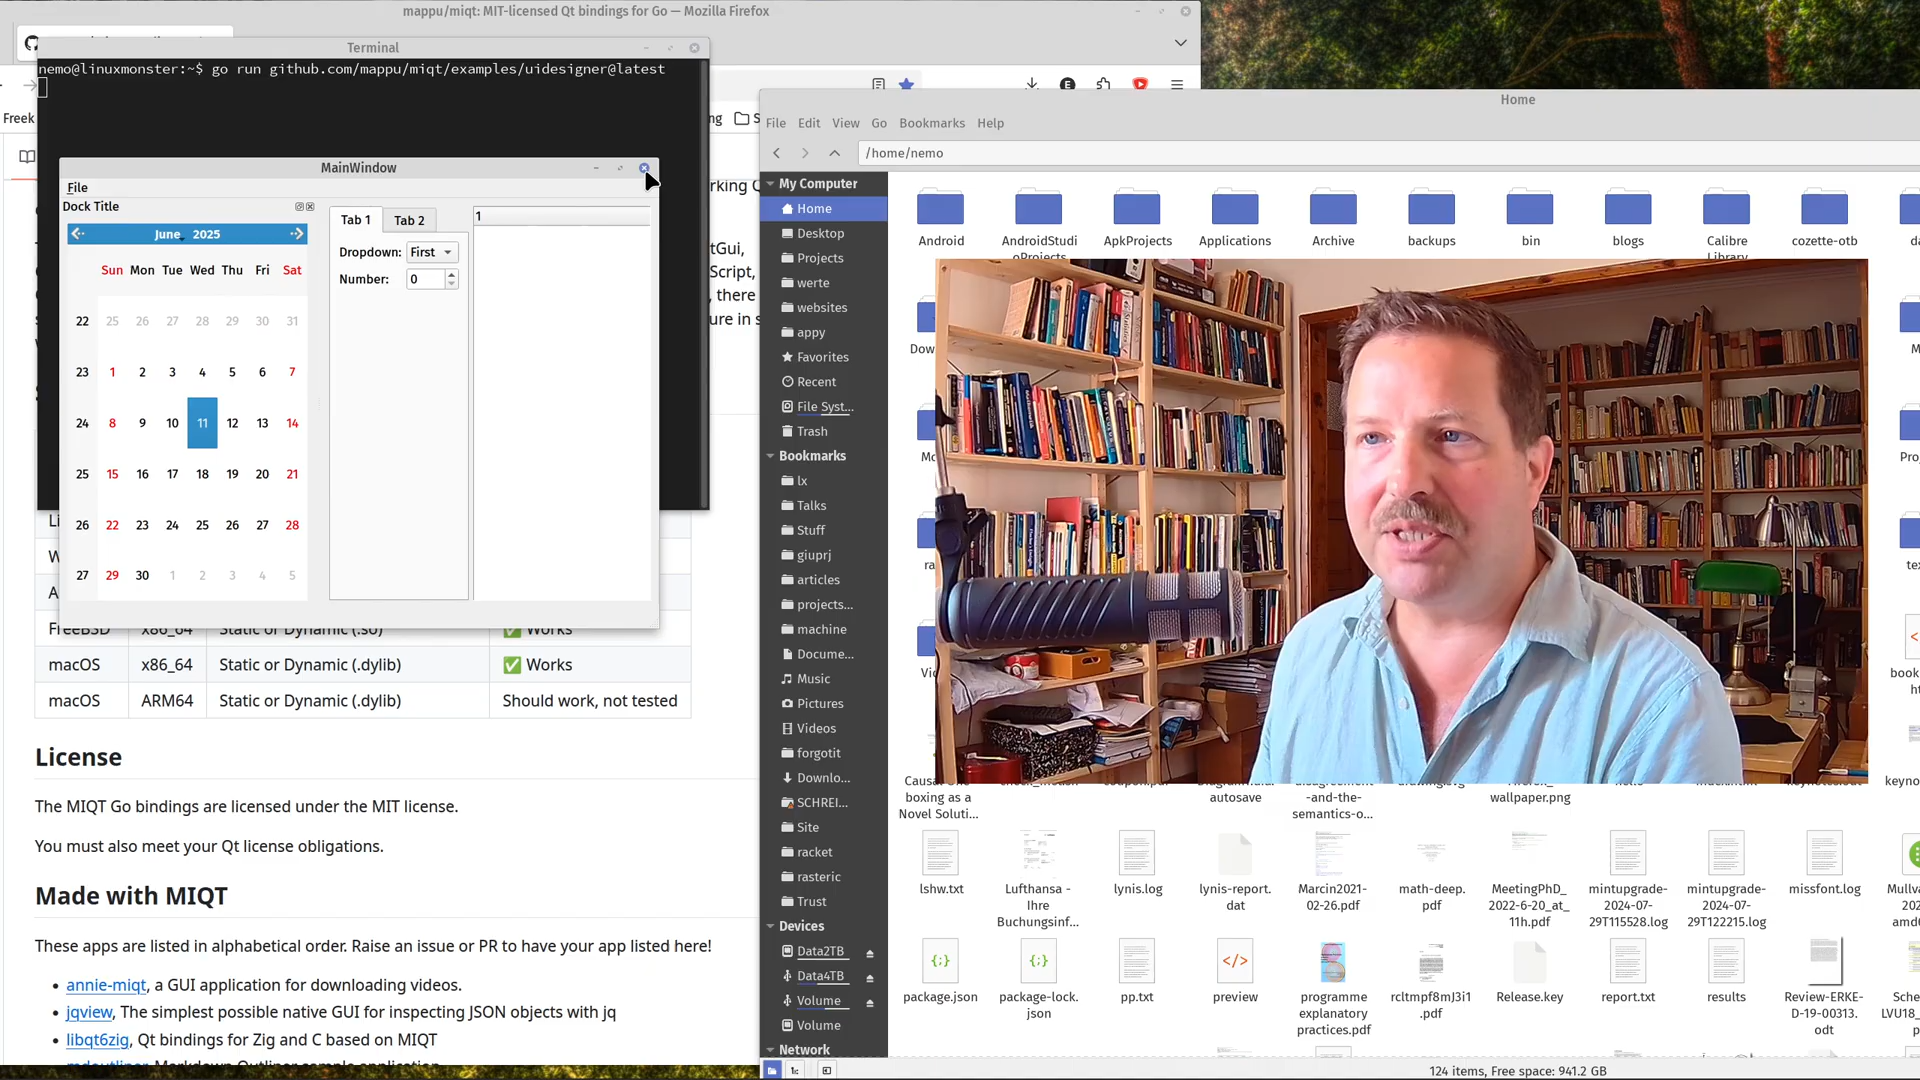 mappu/miqt: MIT-licensed Qt bindings for Go — Mozilla Firefox
Terminal
nemo@linuxmonster:~$ go run github.com/mappu/miqt/examples/uidesigner@latest
Freek
MainWindow
File
Dock Title
June 2025
Sun Mon Tue Wed Thu Fri Sat
22 25 26 27 28 29 30 31
23 1 2 3 4 5 6 7
24 8 9 10 11 12 13 14
25 15 16 17 18 19 20 21
26 22 23 24 25 26 27 28
27 29 30 1 2 3 4 5
Tab 1 Tab 2
Dropdown: First
Number: 0
1
FreeBSD x86_64 Static or Dynamic (.so) ✅ Works
macOS x86_64 Static or Dynamic (.dylib) ✅ Works
macOS ARM64 Static or Dynamic (.dylib) Should work, not tested
License
The MIQT Go bindings are licensed under the MIT license.
You must also meet your Qt license obligations.
Made with MIQT
These apps are listed in alphabetical order. Raise an issue or PR to have your app listed here!
• annie-miqt, a GUI application for downloading videos.
• jqview, The simplest possible native GUI for inspecting JSON objects with jq
• libqt6zig, Qt bindings for Zig and C based on MIQT
Home
File Edit View Go Bookmarks Help
/home/nemo
My Computer
Home
Desktop
Projects
werte
websites
appy
Favorites
Recent
File Syst...
Trash
Bookmarks
lx
Talks
Stuff
giuprj
articles
projects...
machine
Docume...
Music
Pictures
Videos
forgotit
Downlo...
SCHREI...
Site
racket
rasteric
Trust
Devices
Data2TB
Data4TB
Volume
Volume
Network
Android
AndroidStudi
oProjects
ApkProjects
Applications
Archive
backups
bin
blogs
Calibre
Library
cozette-otb
boxing as a
Novel Soluti...
autosave
and-the-
semantics-o...
wallpaper.png
lshw.txt
Lufthansa -
Ihre
Buchungsinf...
lynis.log
lynis-report.
dat
Marcin2021-
02-26.pdf
math-deep.
pdf
MeetingPhD_
2022-6-20_at_
11h.pdf
mintupgrade-
2024-07-
29T115528.log
mintupgrade-
2024-07-
29T122215.log
missfont.log
package.json
package-lock.
json
pp.txt
preview
programme
explanatory
practices.pdf
rcltmpf8mJ3i1
.pdf
Release.key
report.txt
results
Review-ERKE-
D-19-00313.
odt
124 items, Free space: 941.2 GB